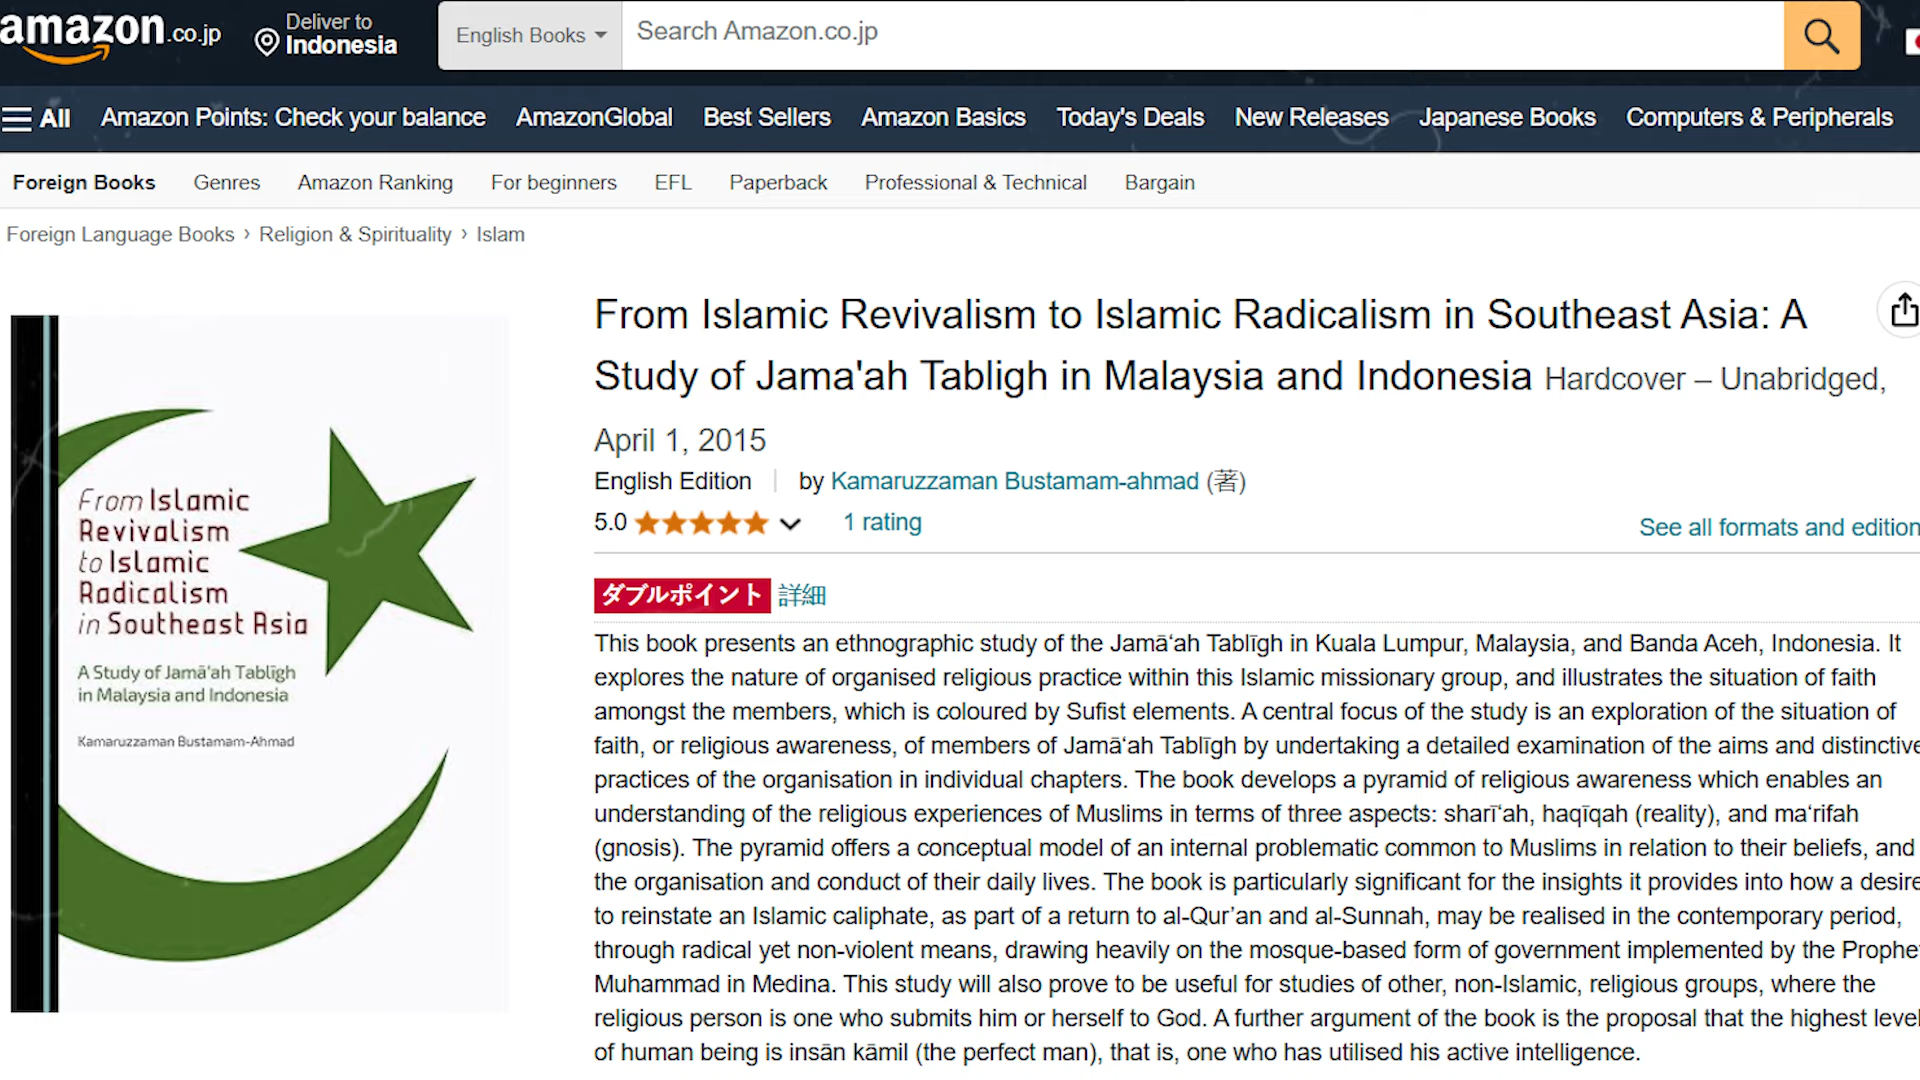 amazon.co.jp
Deliver to
Indonesia
English Books
Search Amazon.co.jp
All Amazon Points: Check your balance AmazonGlobal Best Sellers Amazon Basics Today's Deals New Releases Japanese Books Computers & Peripherals
Foreign Books Genres Amazon Ranking For beginners EFL Paperback Professional & Technical Bargain
Foreign Language Books › Religion & Spirituality › Islam
From Islamic
Revivalism
to Islamic
Radicalism
in Southeast Asia
A Study of Jamā‘ah Tablīgh
in Malaysia and Indonesia
Kamaruzzaman Bustamam-Ahmad
From Islamic Revivalism to Islamic Radicalism in Southeast Asia: A
Study of Jama'ah Tabligh in Malaysia and Indonesia Hardcover – Unabridged,
April 1, 2015
English Edition | by Kamaruzzaman Bustamam-ahmad (著)
5.0 1 rating
See all formats and edition
ダブルポイント 詳細
This book presents an ethnographic study of the Jamā‘ah Tablīgh in Kuala Lumpur, Malaysia, and Banda Aceh, Indonesia. It
explores the nature of organised religious practice within this Islamic missionary group, and illustrates the situation of faith
amongst the members, which is coloured by Sufist elements. A central focus of the study is an exploration of the situation of
faith, or religious awareness, of members of Jamā‘ah Tablīgh by undertaking a detailed examination of the aims and distinctive
practices of the organisation in individual chapters. The book develops a pyramid of religious awareness which enables an
understanding of the religious experiences of Muslims in terms of three aspects: sharī‘ah, haqīqah (reality), and ma‘rifah
(gnosis). The pyramid offers a conceptual model of an internal problematic common to Muslims in relation to their beliefs, and
the organisation and conduct of their daily lives. The book is particularly significant for the insights it provides into how a desire
to reinstate an Islamic caliphate, as part of a return to al-Qur’an and al-Sunnah, may be realised in the contemporary period,
through radical yet non-violent means, drawing heavily on the mosque-based form of government implemented by the Prophe
Muhammad in Medina. This study will also prove to be useful for studies of other, non-Islamic, religious groups, where the
religious person is one who submits him or herself to God. A further argument of the book is the proposal that the highest level
of human being is insān kāmil (the perfect man), that is, one who has utilised his active intelligence.